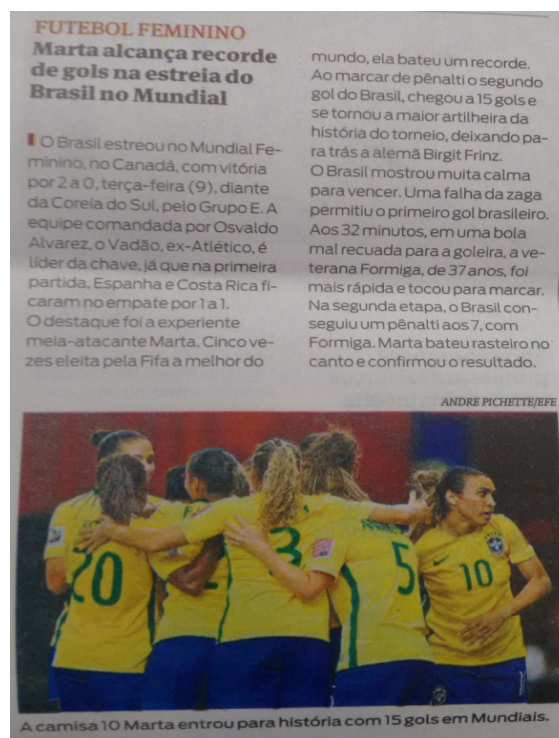 FUTEBOL FEMININO
Marta alcança recorde
de gols na estreia do
Brasil no Mundial
O Brasil estreou no Mundial Fe-
minino, no Canadá, com vitória
por 2 a 0, terça-feira (9), diante
da Coreia do Sul, pelo Grupo E. A
equipe comandada por Osvaldo
Alvarez, o Vadão, ex-Atlético, é
líder da chave, já que na primeira
partida, Espanha e Costa Rica fi-
caram no empate por 1 a 1.
O destaque foi a experiente
meia-atacante Marta. Cinco ve-
zes eleita pela Fifa a melhor do
mundo, ela bateu um recorde.
Ao marcar de pênalti o segundo
gol do Brasil, chegou a 15 gols e
se tornou a maior artilheira da
história do torneio, deixando pa-
ra trás a alemã Birgit Frinz.
O Brasil mostrou muita calma
para vencer. Uma falha da zaga
permitiu o primeiro gol brasileiro.
Aos 32 minutos, em uma bola
mal recuada para a goleira, a ve-
terana Formiga, de 37 anos, foi
mais rápida e tocou para marcar.
Na segunda etapa, o Brasil con-
seguiu um pênalti aos 7, com
Formiga. Marta bateu rasteiro no
canto e confirmou o resultado.
ANDRE PICHETTE/EFE
20
3
5
10
A camisa 10 Marta entrou para história com 15 gols em Mundiais.